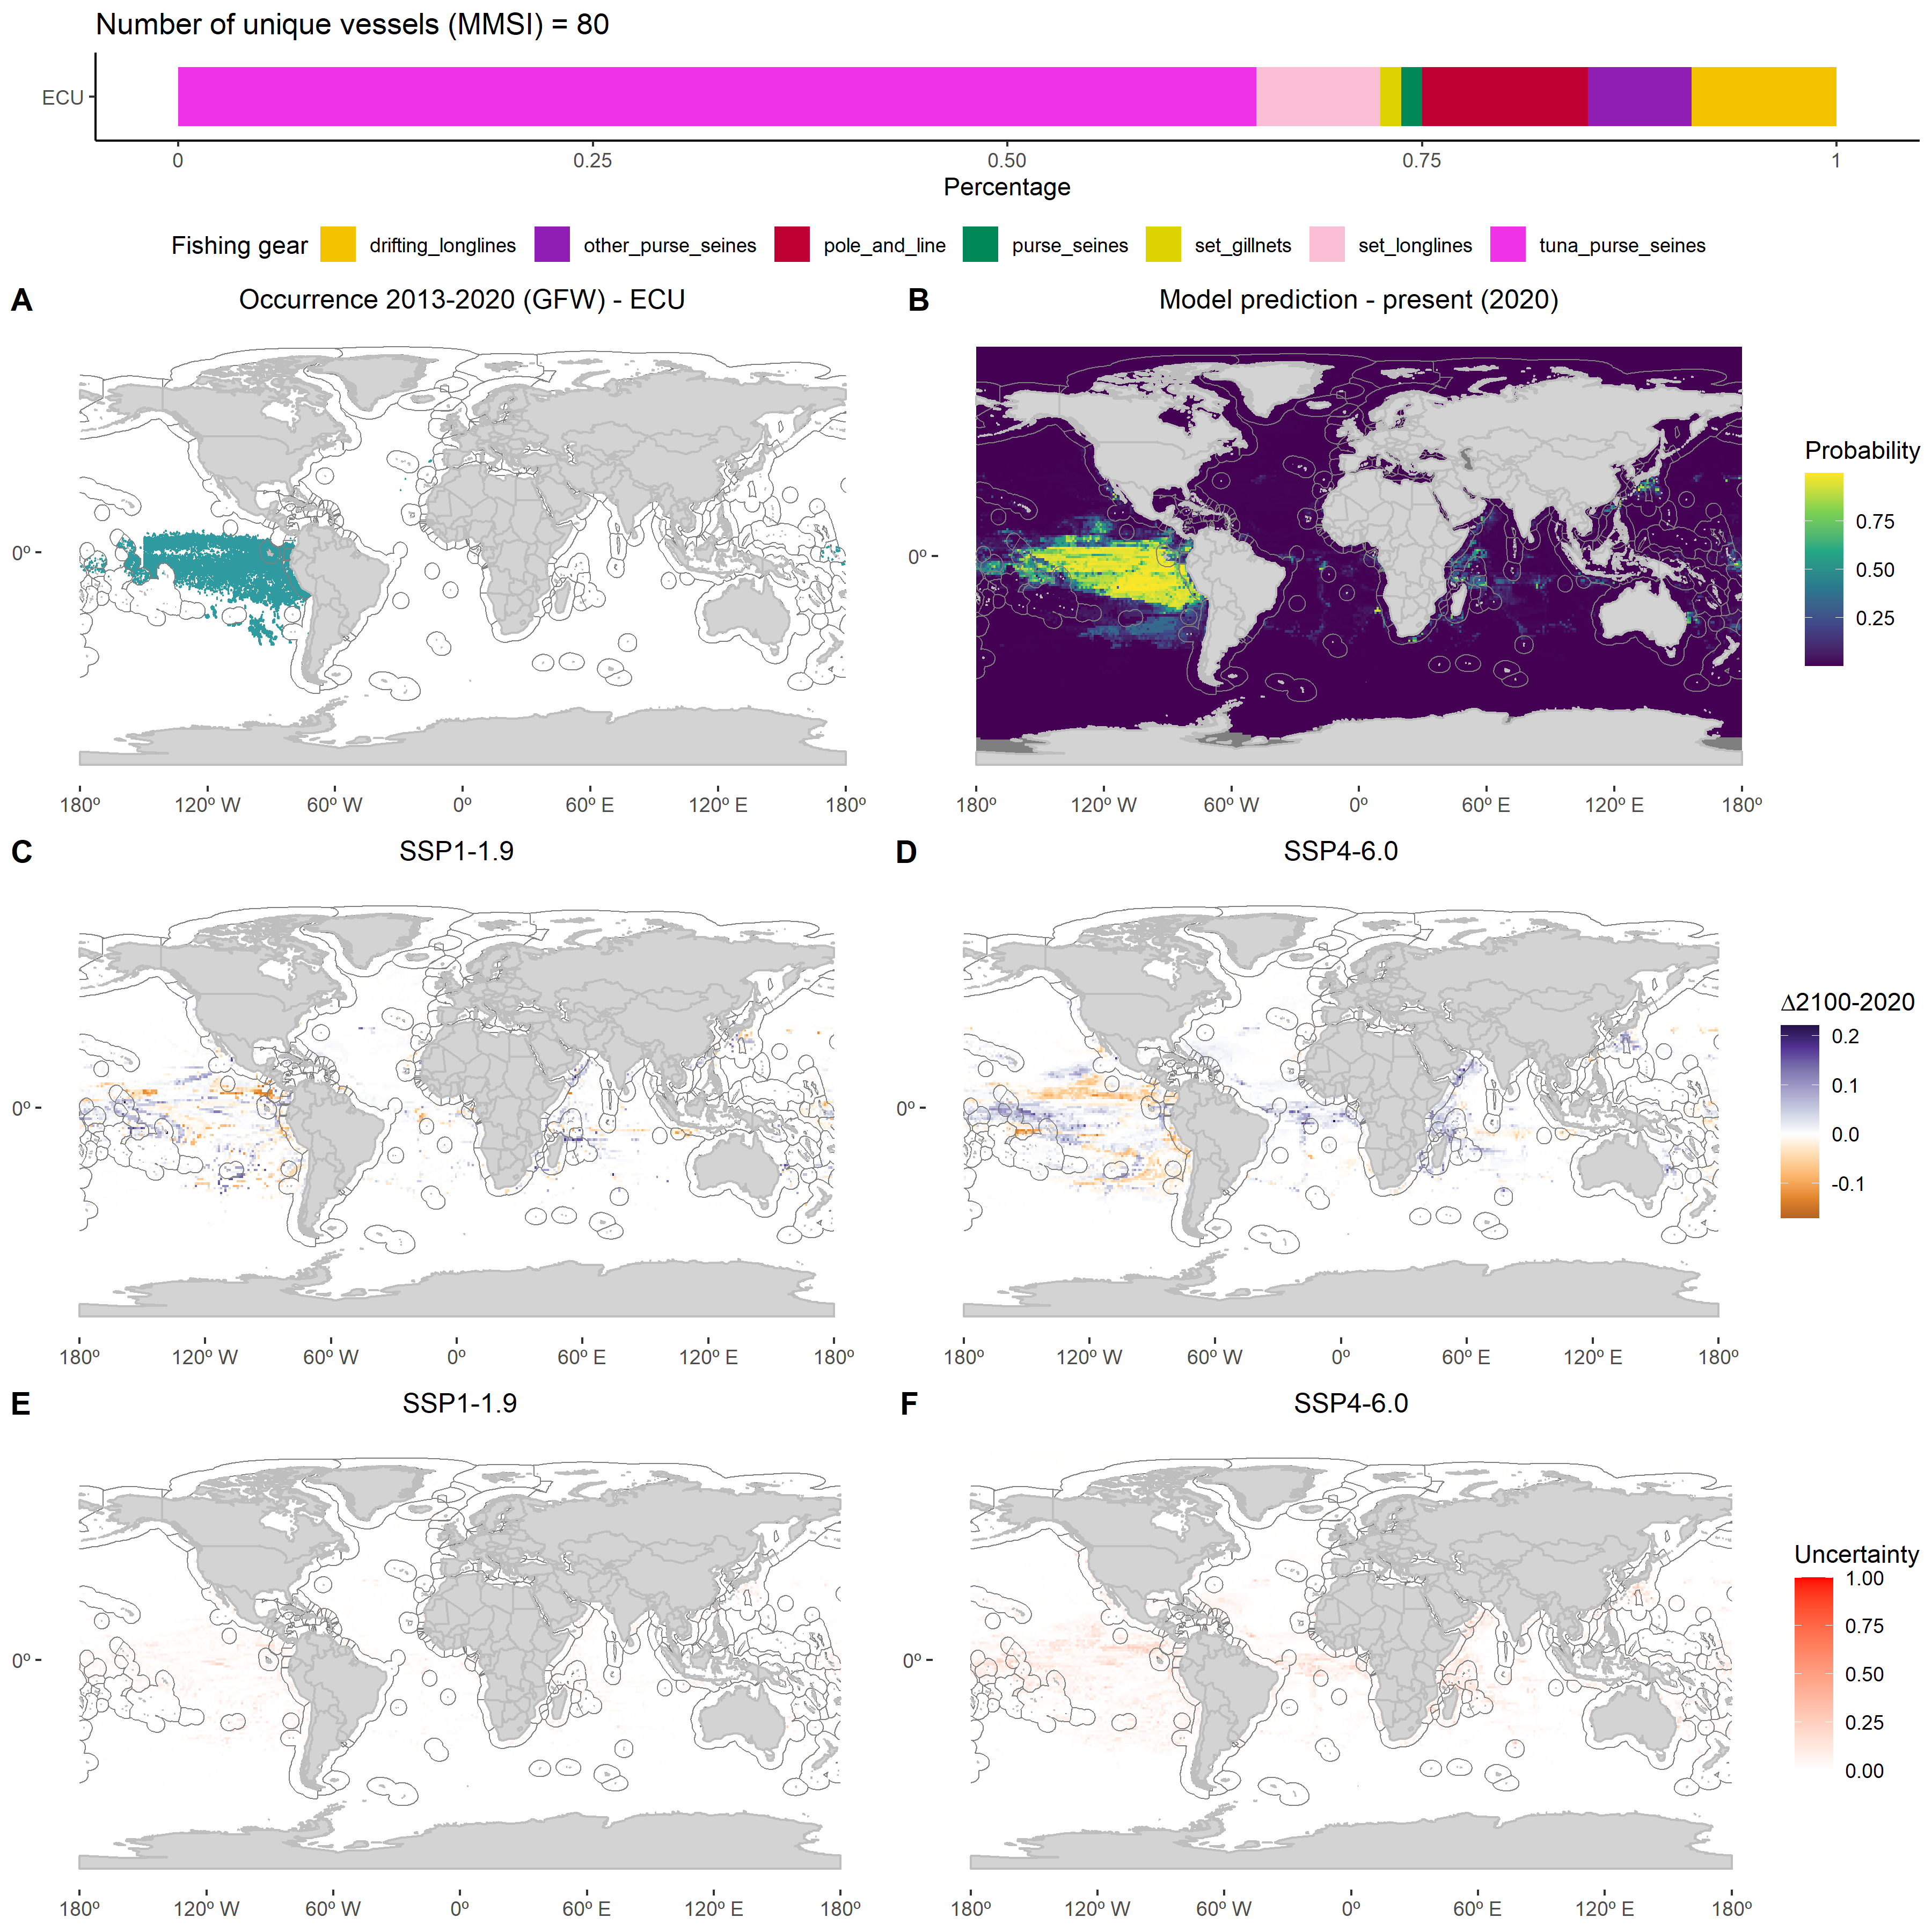 Number of unique vessels (MMSI) = 80
ECU
0 0.25 0.50 0.75 1
Percentage
Fishing gear drifting_longlines other_purse_seines pole_and_line purse_seines set_gillnets set_longlines tuna_purse_seines
A Occurrence 2013-2020 (GFW) - ECU
0º
180º 120º W 60º W 0º 60º E 120º E 180º
B Model prediction - present (2020)
0º
180º 120º W 60º W 0º 60º E 120º E 180º
Probability
0.75
0.50
0.25
C SSP1-1.9
0º
180º 120º W 60º W 0º 60º E 120º E 180º
D SSP4-6.0
0º
180º 120º W 60º W 0º 60º E 120º E 180º
Δ2100-2020
0.2
0.1
0.0
-0.1
E SSP1-1.9
0º
180º 120º W 60º W 0º 60º E 120º E 180º
F SSP4-6.0
0º
180º 120º W 60º W 0º 60º E 120º E 180º
Uncertainty
1.00
0.75
0.50
0.25
0.00